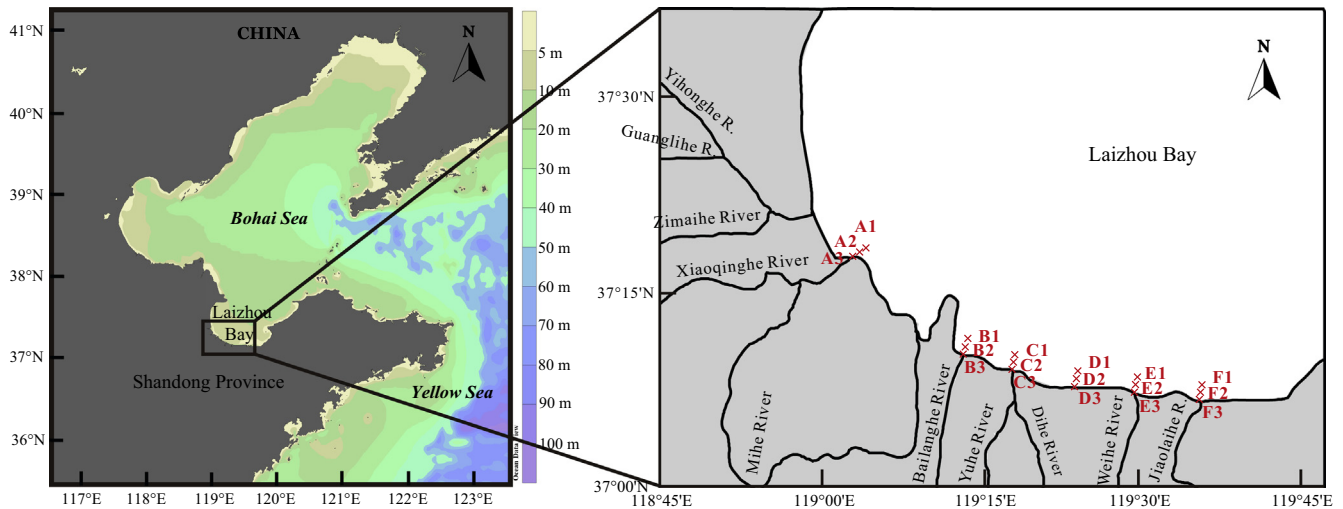 41°N
40°N
39°N
38°N
37°N
36°N
117°E
118°E
119°E
120°E
121°E
122°E
123°E
CHINA
N
Bohai Sea
Laizhou
Bay
Shandong Province
Yellow Sea
Ocean Data View
5 m
10 m
20 m
30 m
40 m
50 m
60 m
70 m
80 m
90 m
100 m
37°30'N
37°15'N
37°00'N
118°45'E
119°00'E
119°15'E
119°30'E
119°45'E
N
Laizhou Bay
Yihonghe R.
Guanglihe R.
Zimaihe River
Xiaoqinghe River
Mihe River
Bailanghe River
Yuhe River
Dihe River
Weihe River
Jiaolaihe R.
A1
A2
A3
B1
B2
B3
C1
C2
C3
D1
D2
D3
E1
E2
E3
F1
F2
F3